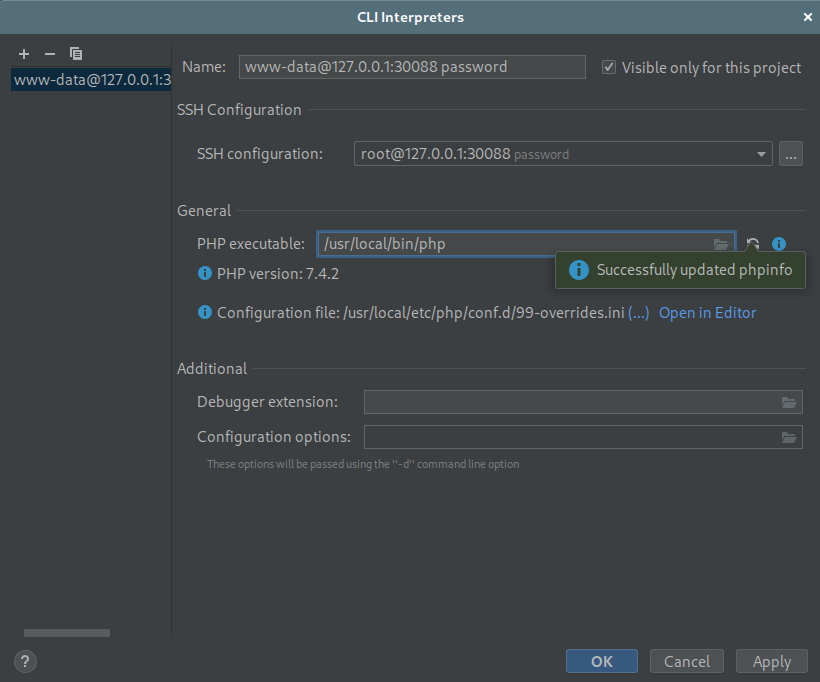 CLI Interpreters
www-data@127.0.0.1:3
Name: www-data@127.0.0.1:30088 password Visible only for this project
SSH Configuration
SSH configuration: root@127.0.0.1:30088 password ...
General
PHP executable: /usr/local/bin/php
PHP version: 7.4.2
Successfully updated phpinfo
Configuration file: /usr/local/etc/php/conf.d/99-overrides.ini (...) Open in Editor
Additional
Debugger extension:
Configuration options:
These options will be passed using the "-d" command line option
? OK Cancel Apply